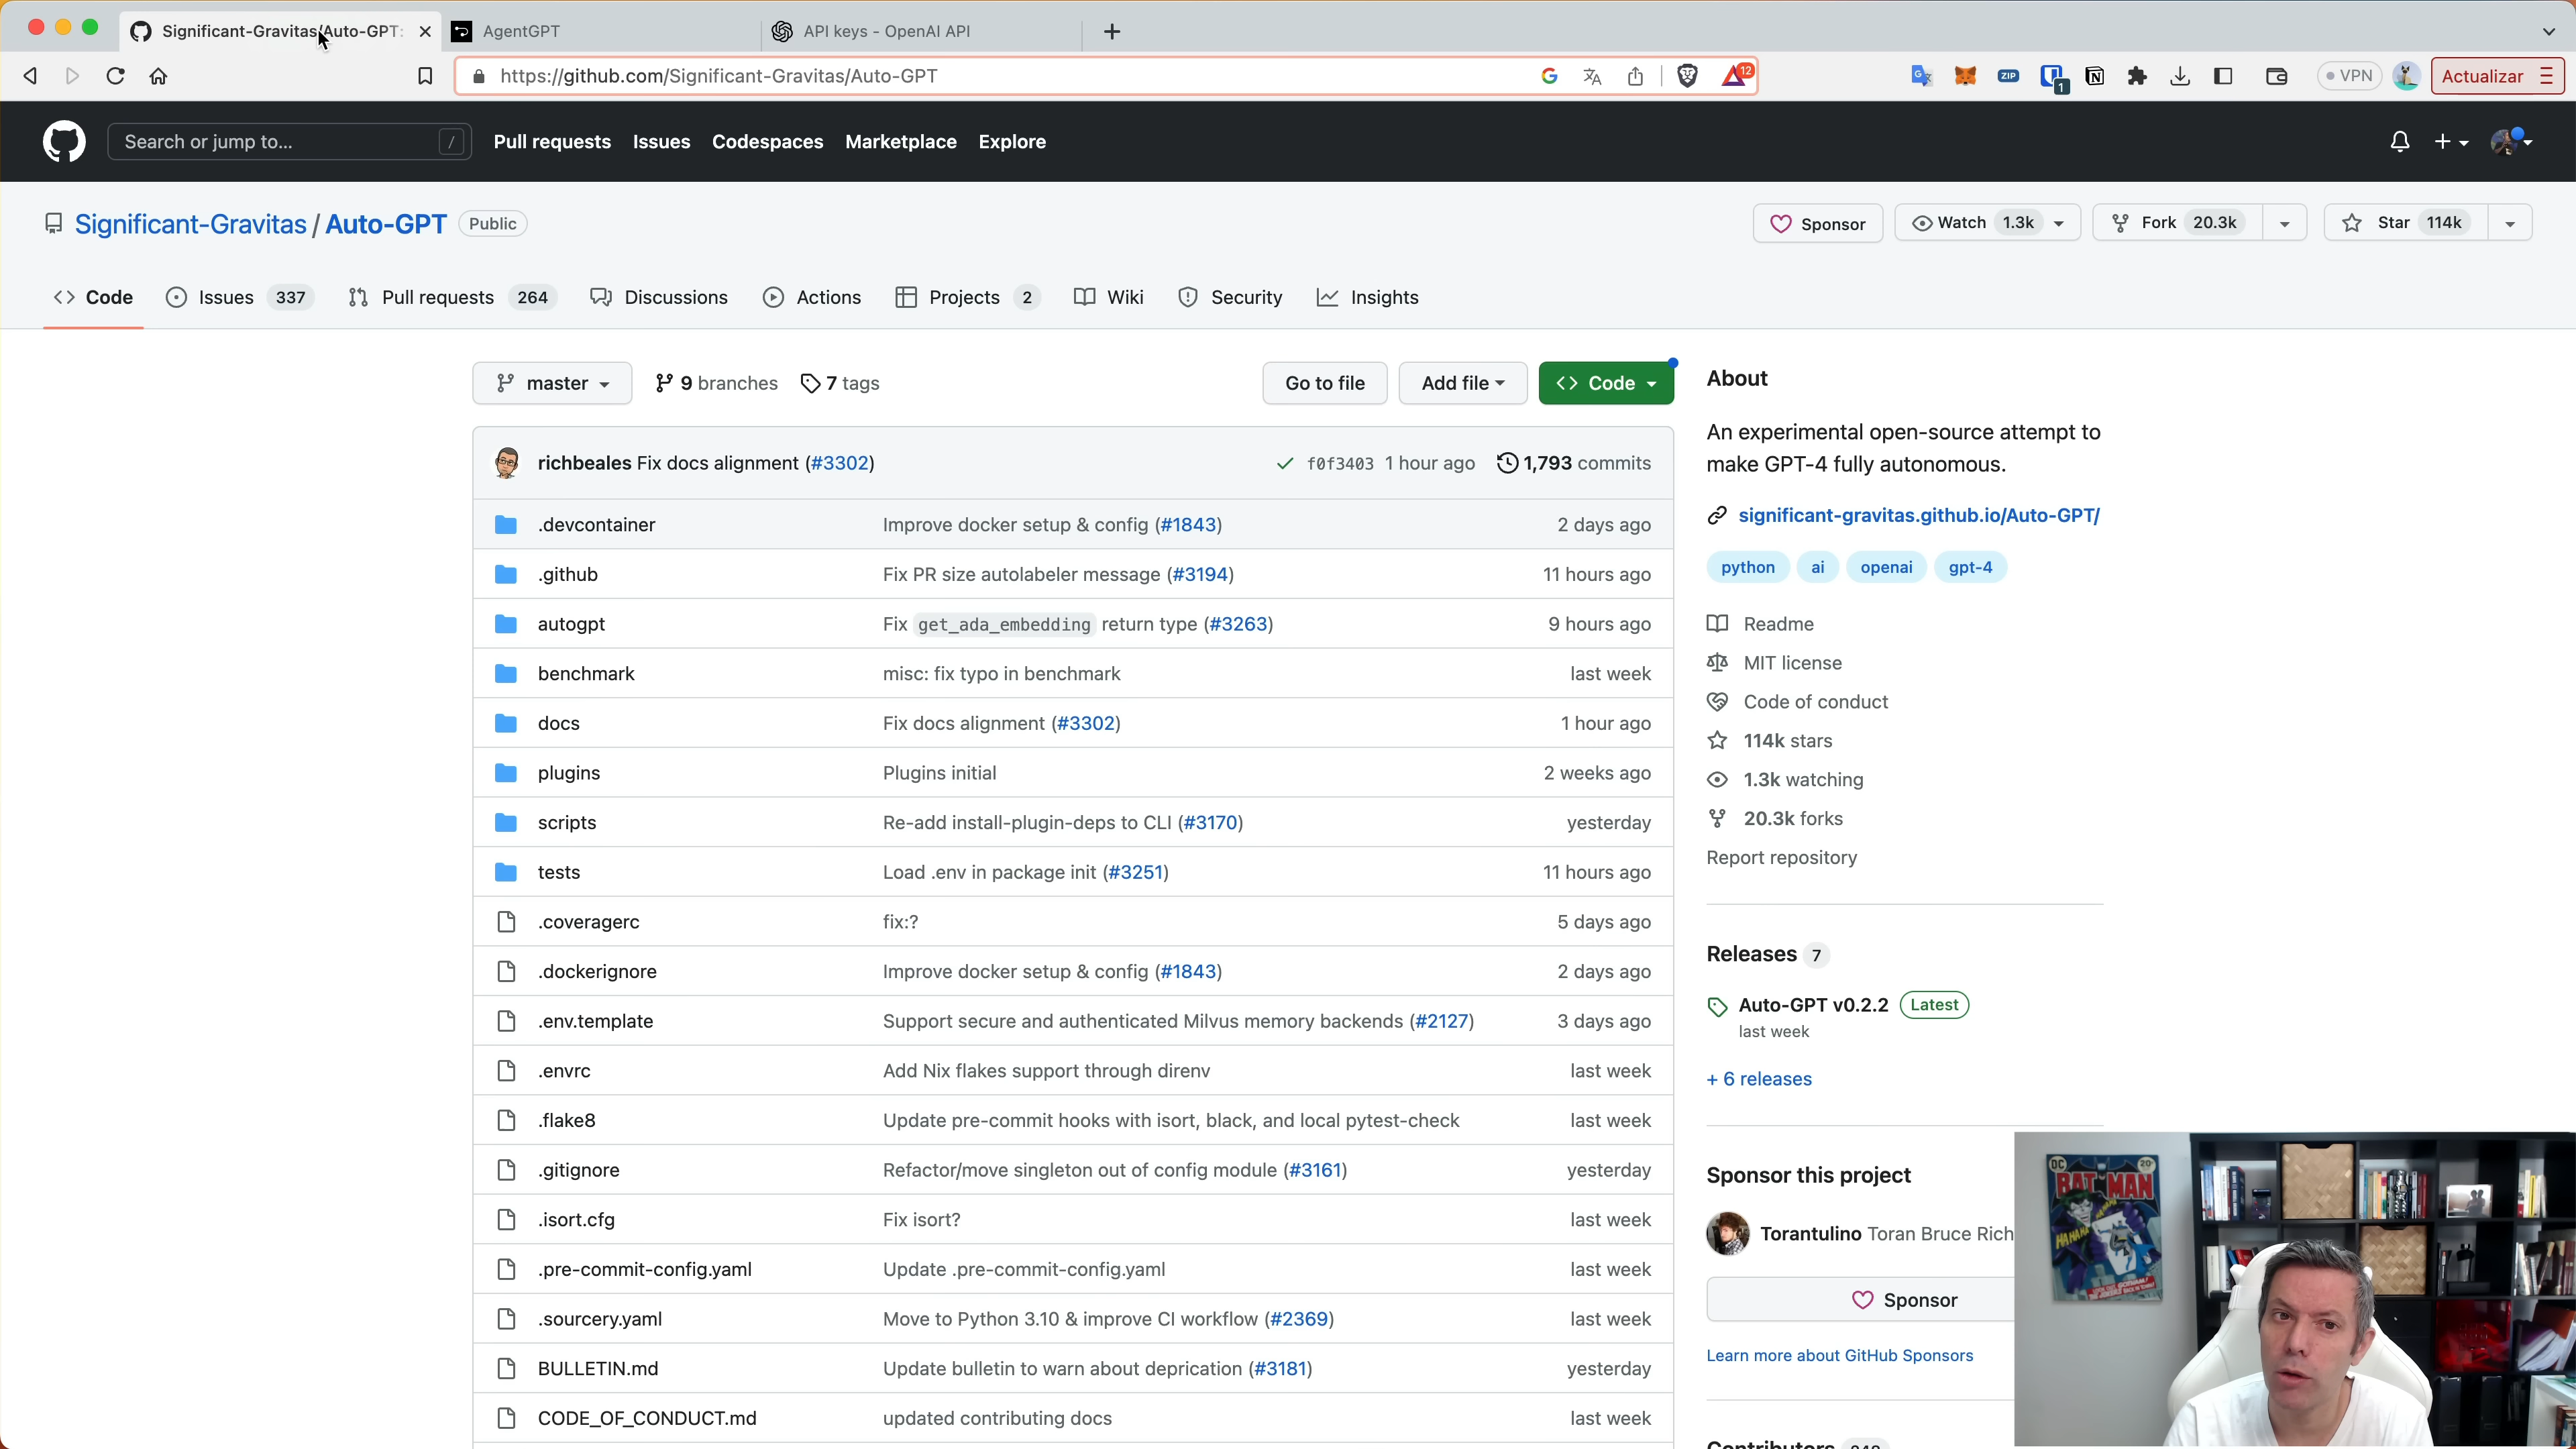 Significant-Gravitas/Auto-GPT:
AgentGPT
API keys - OpenAI API
https://github.com/Significant-Gravitas/Auto-GPT
12
ZIP
1
VPN
Actualizar
Search or jump to...
/
Pull requests
Issues
Codespaces
Marketplace
Explore
Significant-Gravitas / Auto-GPT Public
Sponsor
Watch 1.3k
Fork 20.3k
Star 114k
Code
Issues 337
Pull requests 264
Discussions
Actions
Projects 2
Wiki
Security
Insights
master
9 branches
7 tags
Go to file
Add file
Code
richbeales Fix docs alignment (#3302)
f0f3403 1 hour ago
1,793 commits
.devcontainer Improve docker setup & config (#1843) 2 days ago
.github Fix PR size autolabeler message (#3194) 11 hours ago
autogpt Fix get_ada_embedding return type (#3263) 9 hours ago
benchmark misc: fix typo in benchmark last week
docs Fix docs alignment (#3302) 1 hour ago
plugins Plugins initial 2 weeks ago
scripts Re-add install-plugin-deps to CLI (#3170) yesterday
tests Load .env in package init (#3251) 11 hours ago
.coveragerc fix:? 5 days ago
.dockerignore Improve docker setup & config (#1843) 2 days ago
.env.template Support secure and authenticated Milvus memory backends (#2127) 3 days ago
.envrc Add Nix flakes support through direnv last week
.flake8 Update pre-commit hooks with isort, black, and local pytest-check last week
.gitignore Refactor/move singleton out of config module (#3161) yesterday
.isort.cfg Fix isort? last week
.pre-commit-config.yaml Update .pre-commit-config.yaml last week
.sourcery.yaml Move to Python 3.10 & improve CI workflow (#2369) last week
BULLETIN.md Update bulletin to warn about deprication (#3181) yesterday
CODE_OF_CONDUCT.md updated contributing docs last week
About
An experimental open-source attempt to
make GPT-4 fully autonomous.
significant-gravitas.github.io/Auto-GPT/
python ai openai gpt-4
Readme
MIT license
Code of conduct
114k stars
1.3k watching
20.3k forks
Report repository
Releases 7
Auto-GPT v0.2.2 Latest
last week
+ 6 releases
Sponsor this project
Torantulino Toran Bruce Rich
Sponsor
Learn more about GitHub Sponsors
Contributors
DC
BATMAN